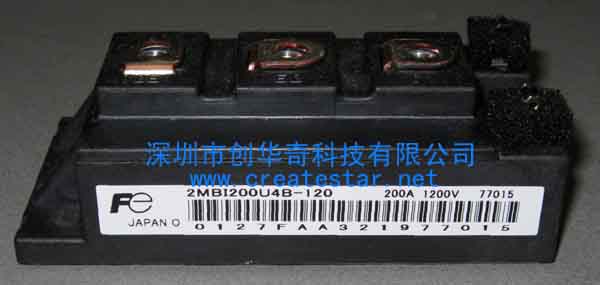 深圳市创华奇科技有限公司
www.createstar.net
Fe
2MBI200U4B-120 200A 1200V 77015
JAPAN O
0127FAA321977015